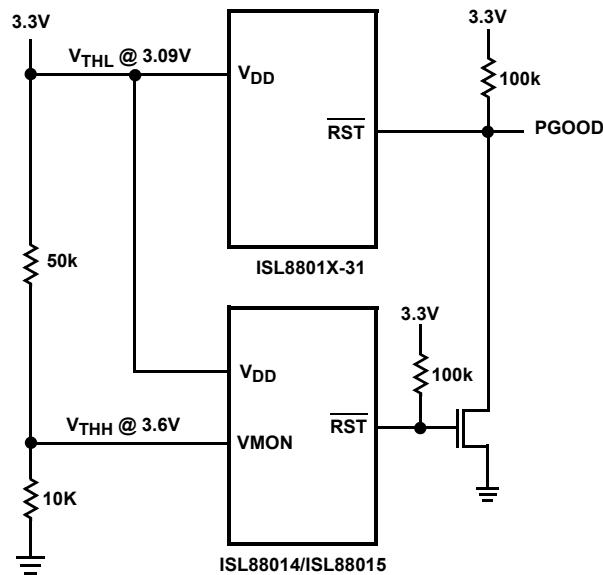 3.3V
3.3V
V_THL @ 3.09V
V_DD
100k
RST
PGOOD
50k
ISL8801X-31
3.3V
V_DD
100k
V_THH @ 3.6V
VMON
RST
10K
ISL88014/ISL88015